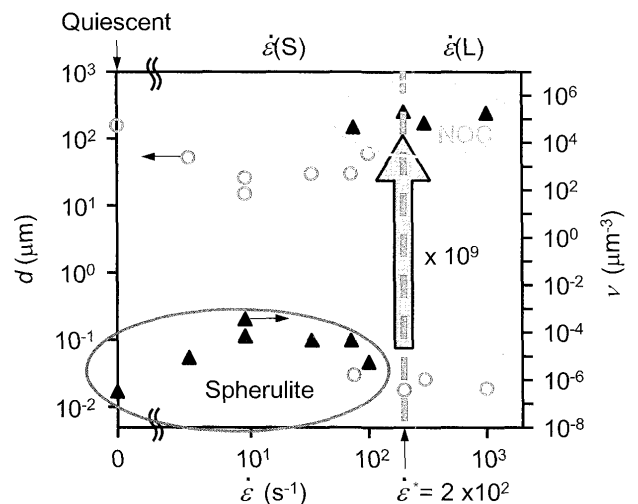 Quiescent
ε̇(S) ε̇(L)
10³ 10² 10¹ 10⁰ 10⁻¹ 10⁻²
d (μm)
10⁶ 10⁴ 10² 10⁰ 10⁻² 10⁻⁴ 10⁻⁶ 10⁻⁸
ν (μm⁻³)
NOC
x 10⁹
Spherulite
0 10¹ 10² 10³
ε̇ (s⁻¹) ε̇* = 2 x10²